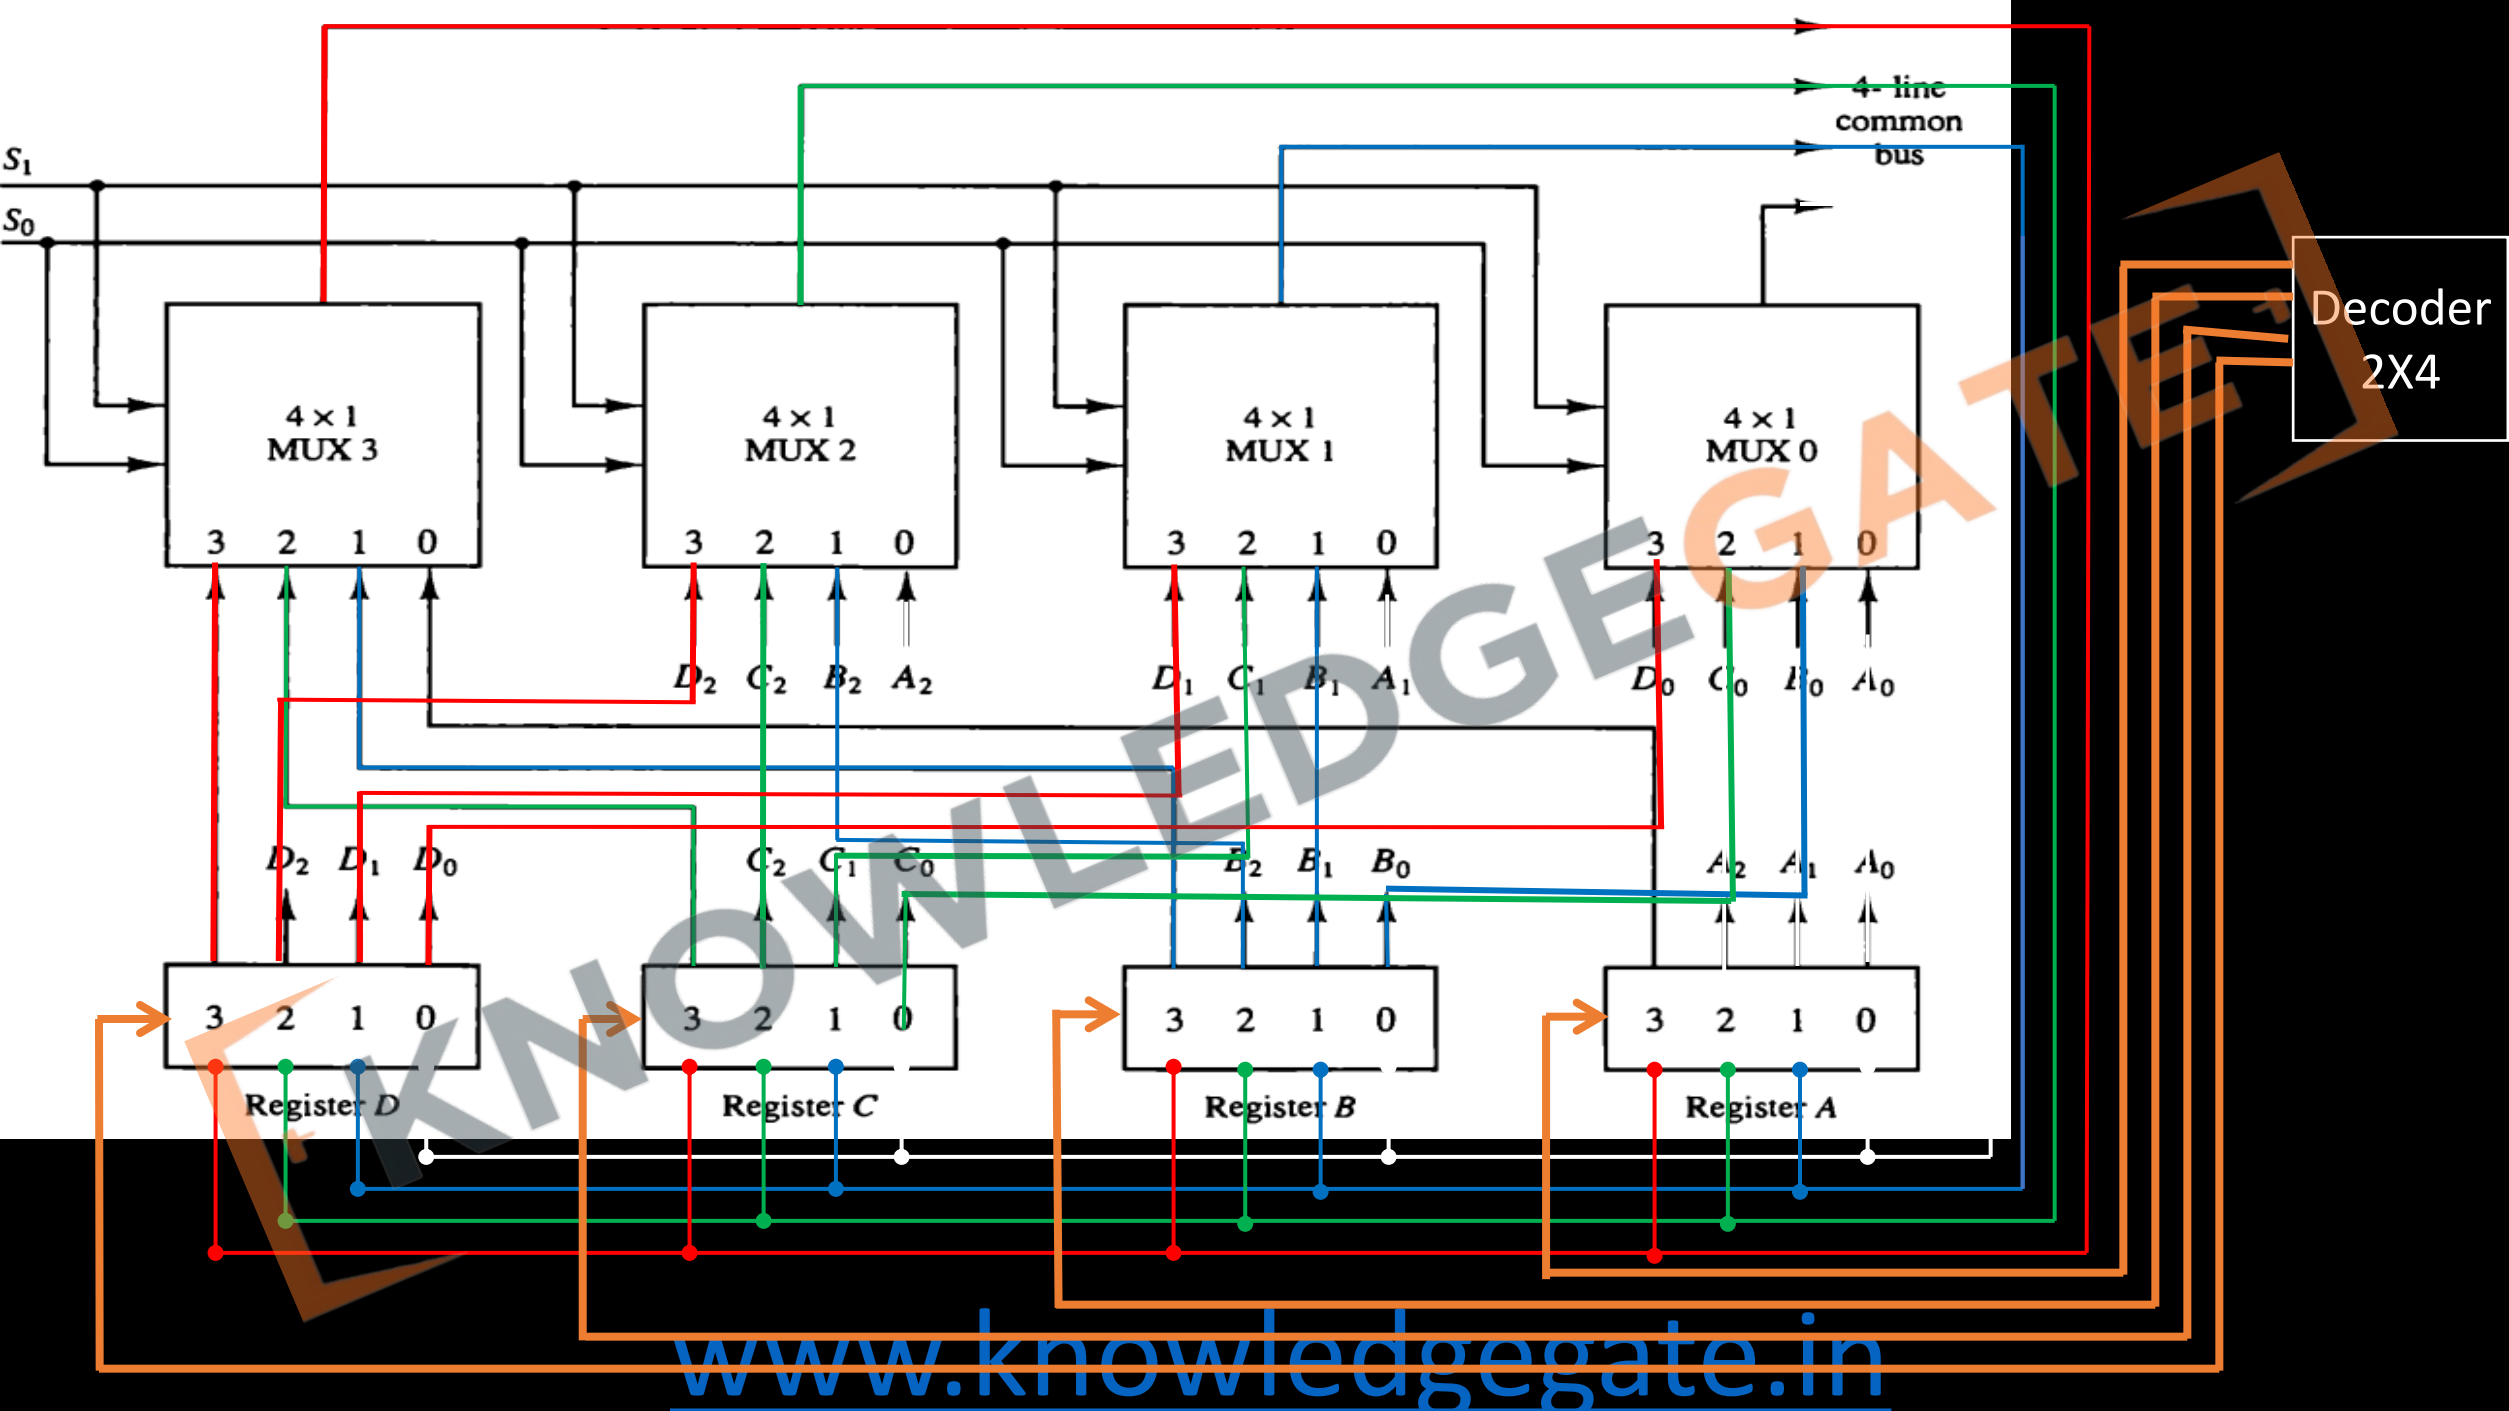 4- line
common
bus
S1
S0
Decoder
2X4
4 × 1
MUX 3
4 × 1
MUX 2
4 × 1
MUX 1
4 × 1
MUX 0
3 2 1 0
3 2 1 0
3 2 1 0
3 2 1 0
D2 C2 B2 A2
D1 C1 B1 A1
D0 C0 B0 A0
D2 D1 D0
C2 C1 C0
B2 B1 B0
A2 A1 A0
3 2 1 0
3 2 1 0
3 2 1 0
3 2 1 0
Register D
Register C
Register B
Register A
KNOWLEDGEGATE
www.knowledgegate.in